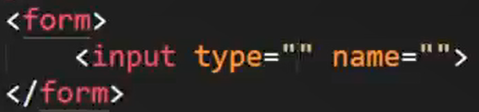 <form>
<input type="" name="">
</form>